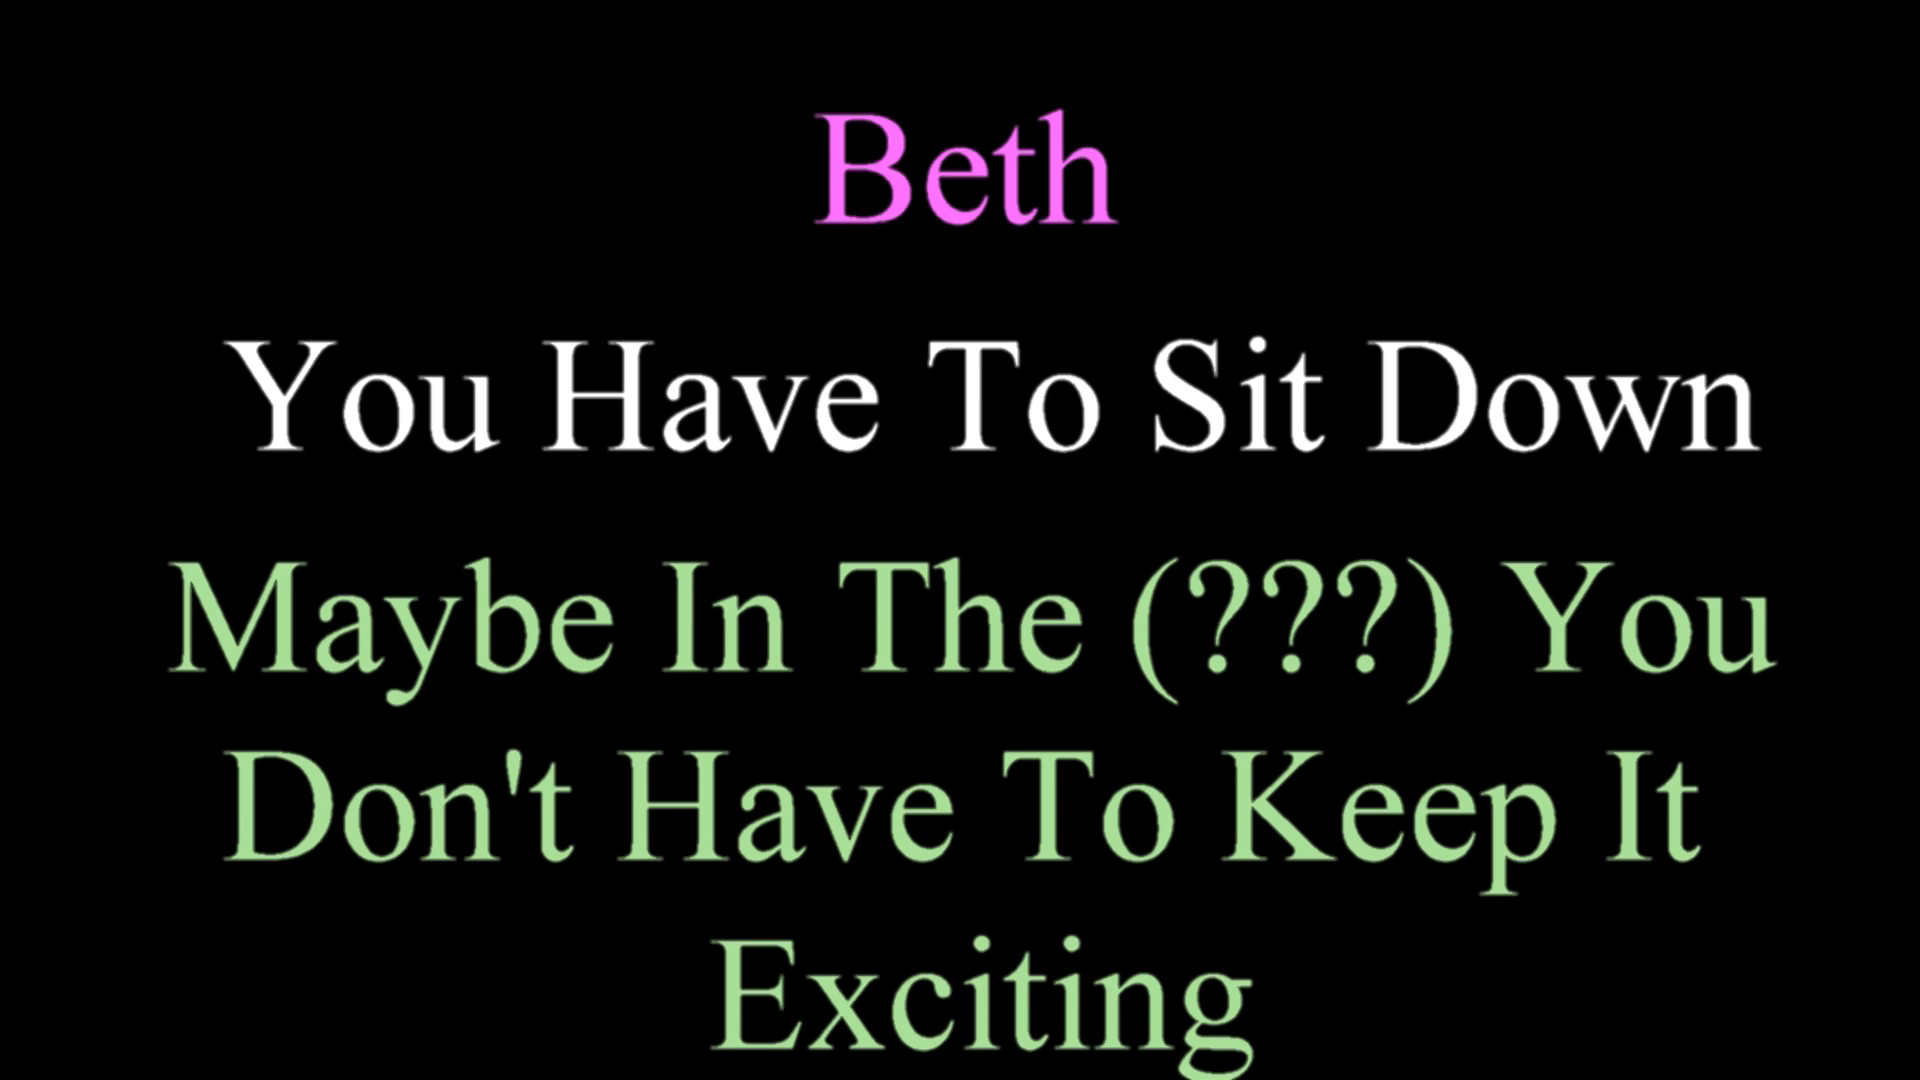 Beth
You Have To Sit Down
Maybe In The (???) You
Don't Have To Keep It
Exciting